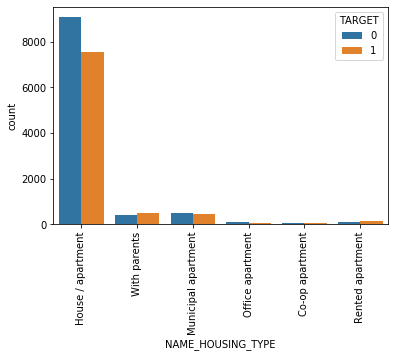 TARGET
0
1
8000
6000
4000
2000
0
count
House / apartment
With parents
Municipal apartment
Office apartment
Co-op apartment
Rented apartment
NAME_HOUSING_TYPE